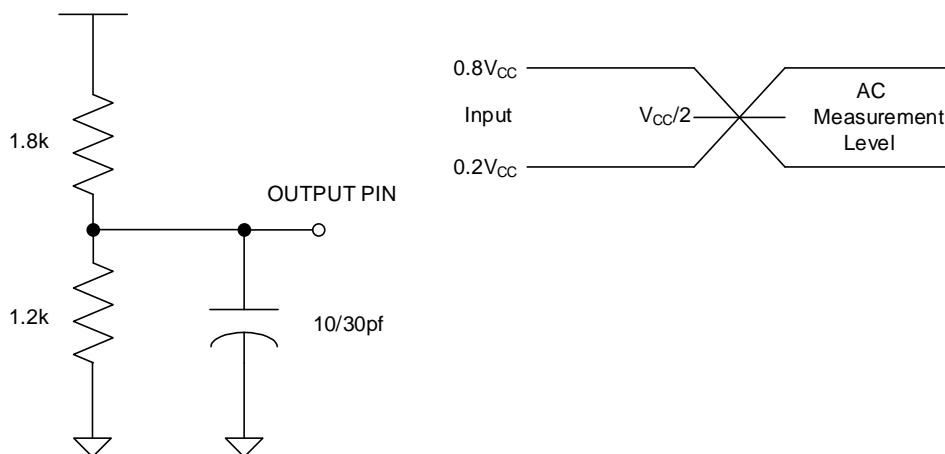 0.8VCC
Input
VCC/2
0.2VCC
AC
Measurement
Level
1.8k
OUTPUT PIN
1.2k
10/30pf